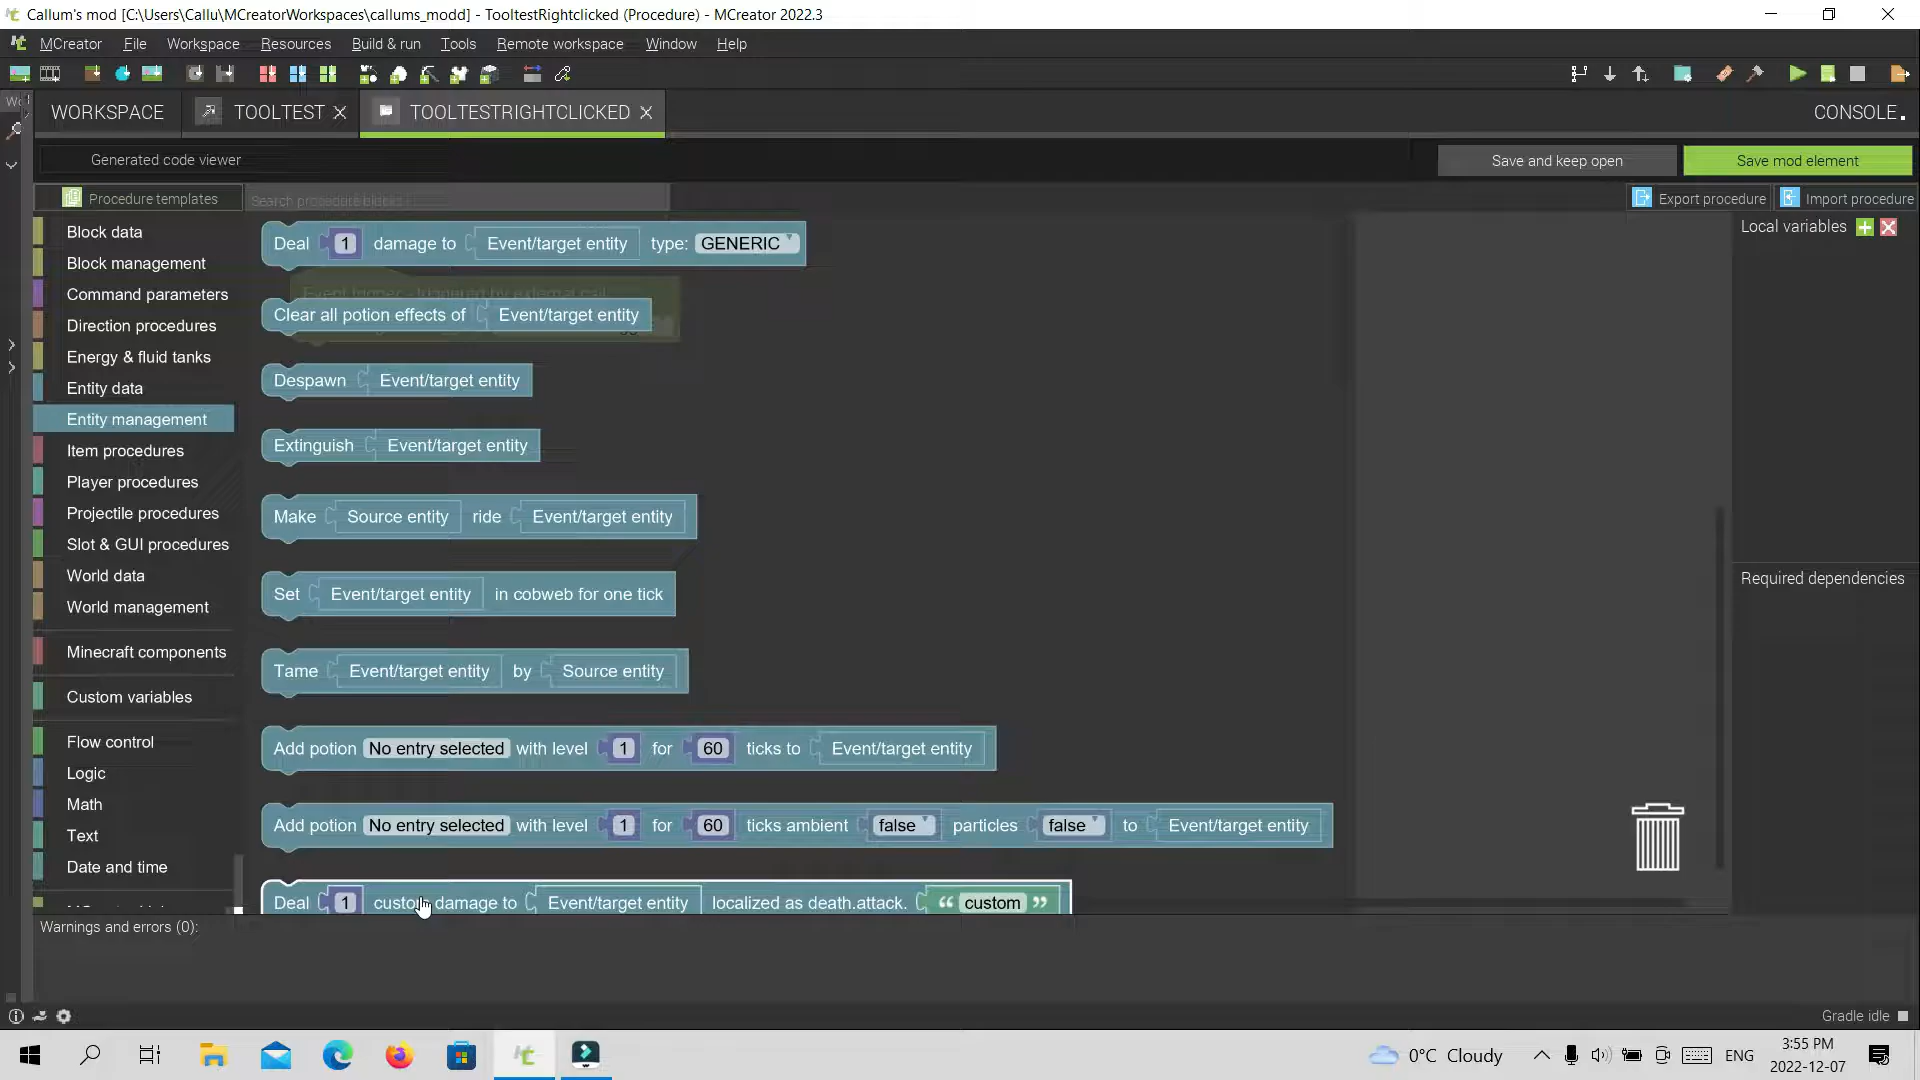 Callum's mod [C:\Users\Callu\MCreatorWorkspaces\callums_modd] - TooltestRightclicked (Procedure) - MCreator 2022.3
MCreator File Workspace Resources Build & run Tools Remote workspace Window Help
WORKSPACE TOOLTEST TOOLTESTRIGHTCLICKED CONSOLE
Generated code viewer Save and keep open Save mod element
Procedure templates Search procedure blocks Export procedure Import procedure
Local variables
Block data
Block management
Command parameters
Direction procedures
Energy & fluid tanks
Entity data
Entity management
Item procedures
Player procedures
Projectile procedures
Slot & GUI procedures
World data
World management
Minecraft components
Custom variables
Flow control
Logic
Math
Text
Date and time
Deal 1 damage to Event/target entity type: GENERIC
Clear all potion effects of Event/target entity
Despawn Event/target entity
Extinguish Event/target entity
Make Source entity ride Event/target entity
Set Event/target entity in cobweb for one tick
Tame Event/target entity by Source entity
Add potion No entry selected with level 1 for 60 ticks to Event/target entity
Add potion No entry selected with level 1 for 60 ticks ambient false particles false to Event/target entity
Deal 1 custom damage to Event/target entity localized as death.attack. “ custom ”
Required dependencies
Warnings and errors (0):
Gradle idle
0°C Cloudy ENG 3:55 PM
2022-12-07